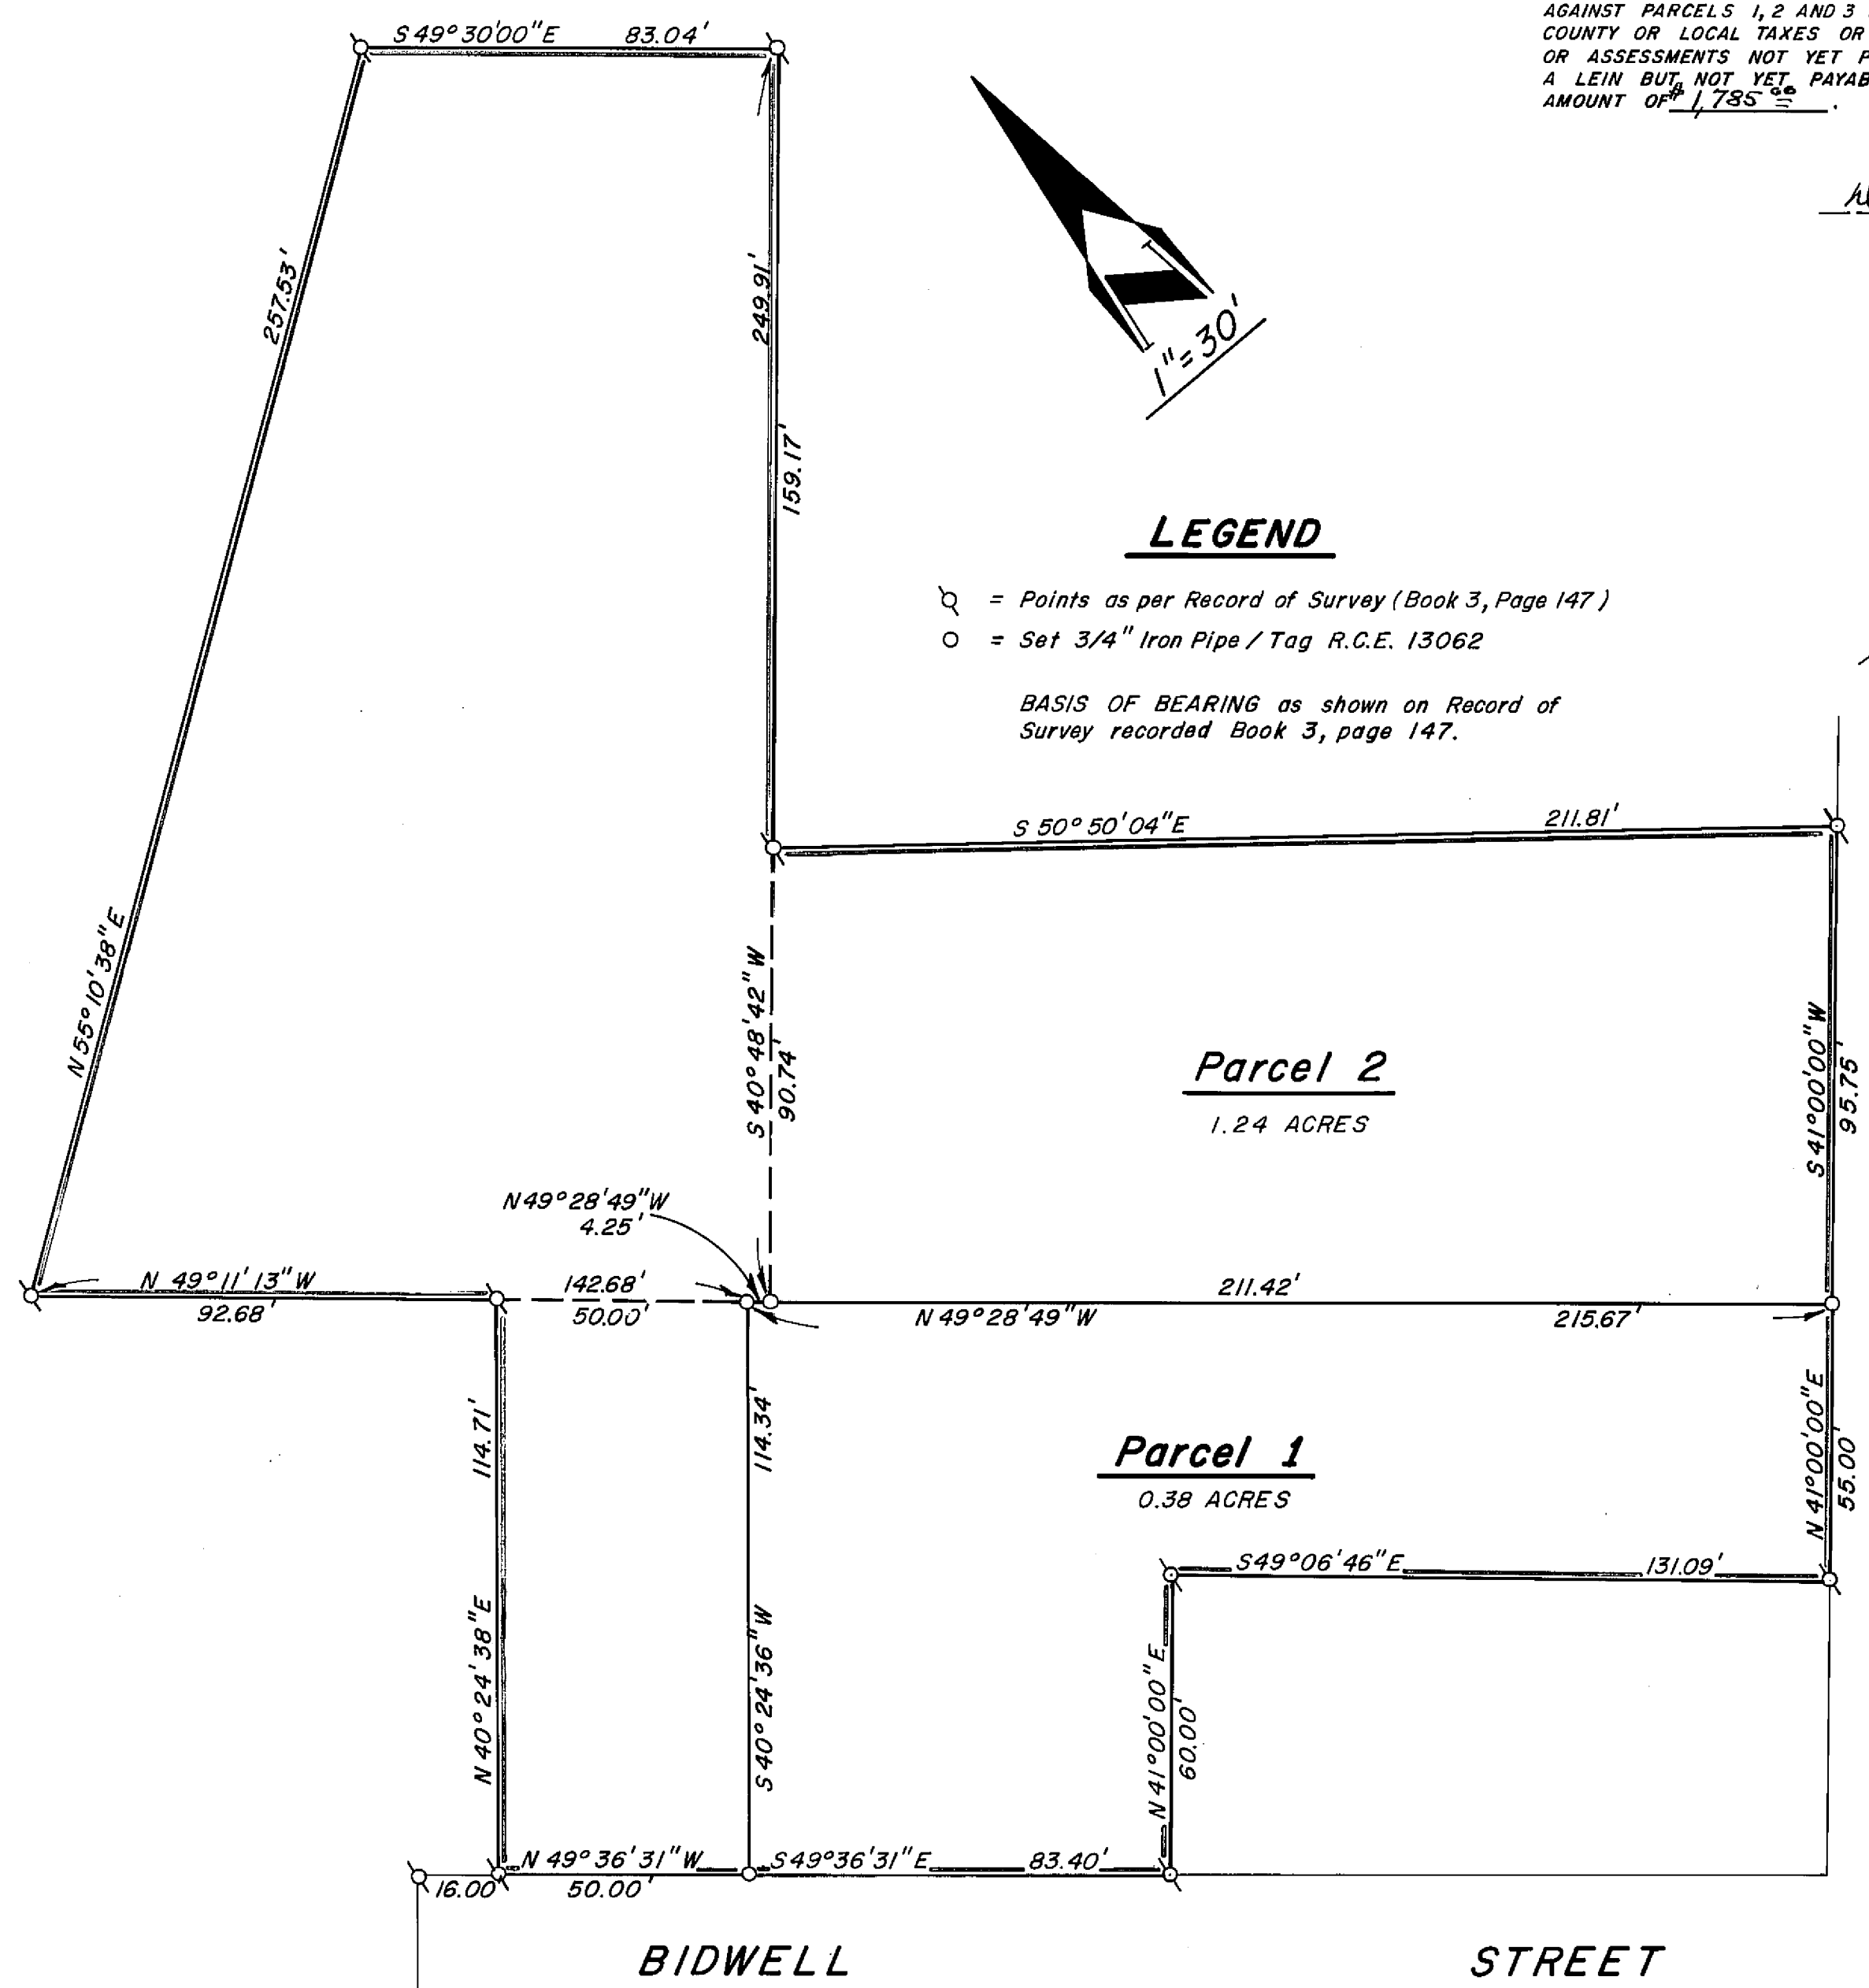 AGAINST PARCELS 1, 2 AND 3
COUNTY OR LOCAL TAXES OR
OR ASSESSMENTS NOT YET
A LEIN BUT NOT YET
AMOUNT OF $ 1,785 00 .
S 49° 30' 00" E 83.04'
257.53'
249.91'
159.17'
1" = 30'
LEGEND
= Points as per Record of Survey (Book 3, Page 147)
= Set 3/4" Iron Pipe / Tag R.C.E. 13062
BASIS OF BEARING as shown on Record of
Survey recorded Book 3, page 147.
S 50° 50' 04" E 211.81'
N 55° 10' 38" E
S 40° 48' 42" W
90.74'
Parcel 2
1.24 ACRES
S 41° 00' 00" W
95.75'
N 49° 28' 49" W
4.25'
N 49° 11' 13" W 142.68' 211.42'
92.68' 50.00' N 49° 28' 49" W 215.67'
114.71'
114.34'
Parcel 1
0.38 ACRES
N 41° 00' 00" E
55.00'
S 49° 06' 46" E 131.09'
N 40° 24' 38" E
S 40° 24' 36" W
N 41° 00' 00" E
60.00'
N 49° 36' 31" W S 49° 36' 31" E 83.40'
16.00' 50.00'
BIDWELL STREET